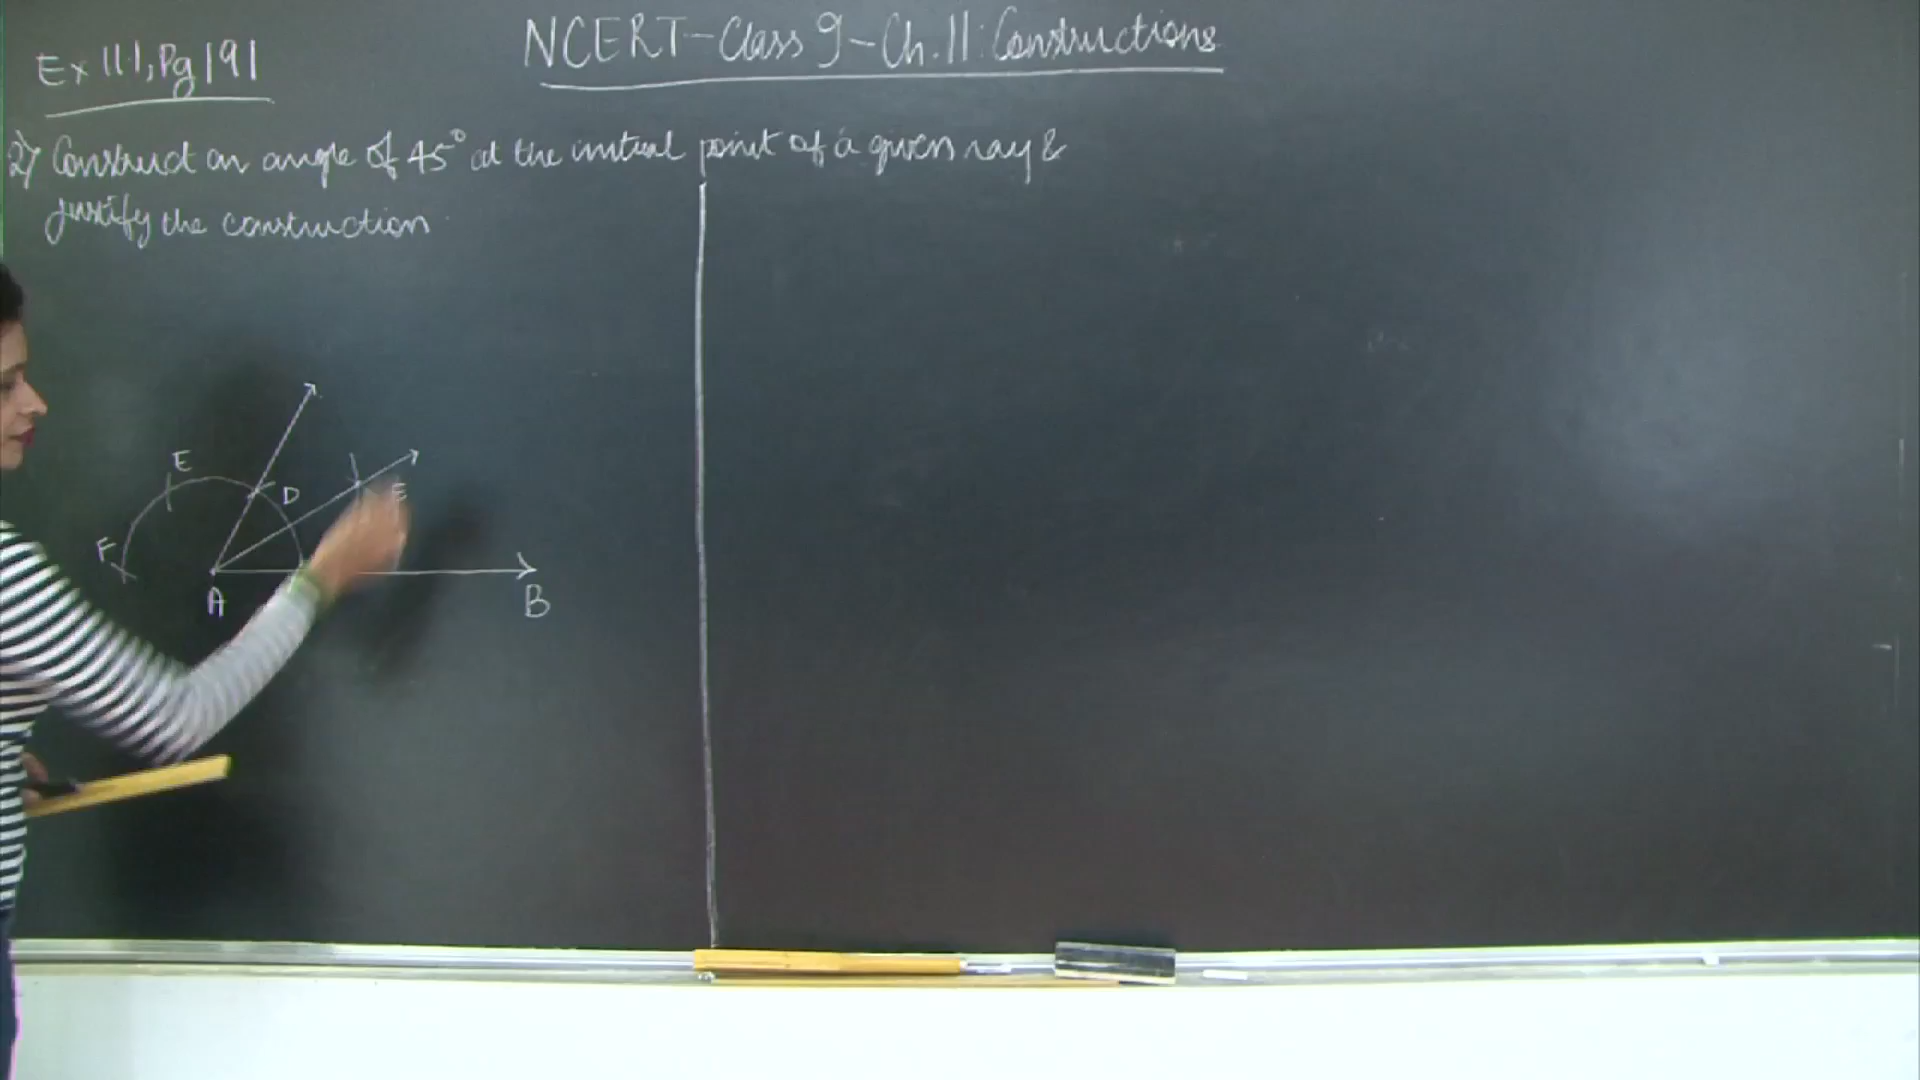 NCERT-Class 9-Ch.11: Constructions
Ex 11.1, Pg 191
2) Construct an angle of 45° at the initial point of a given ray &
justify the construction.
E
D
F
A
B